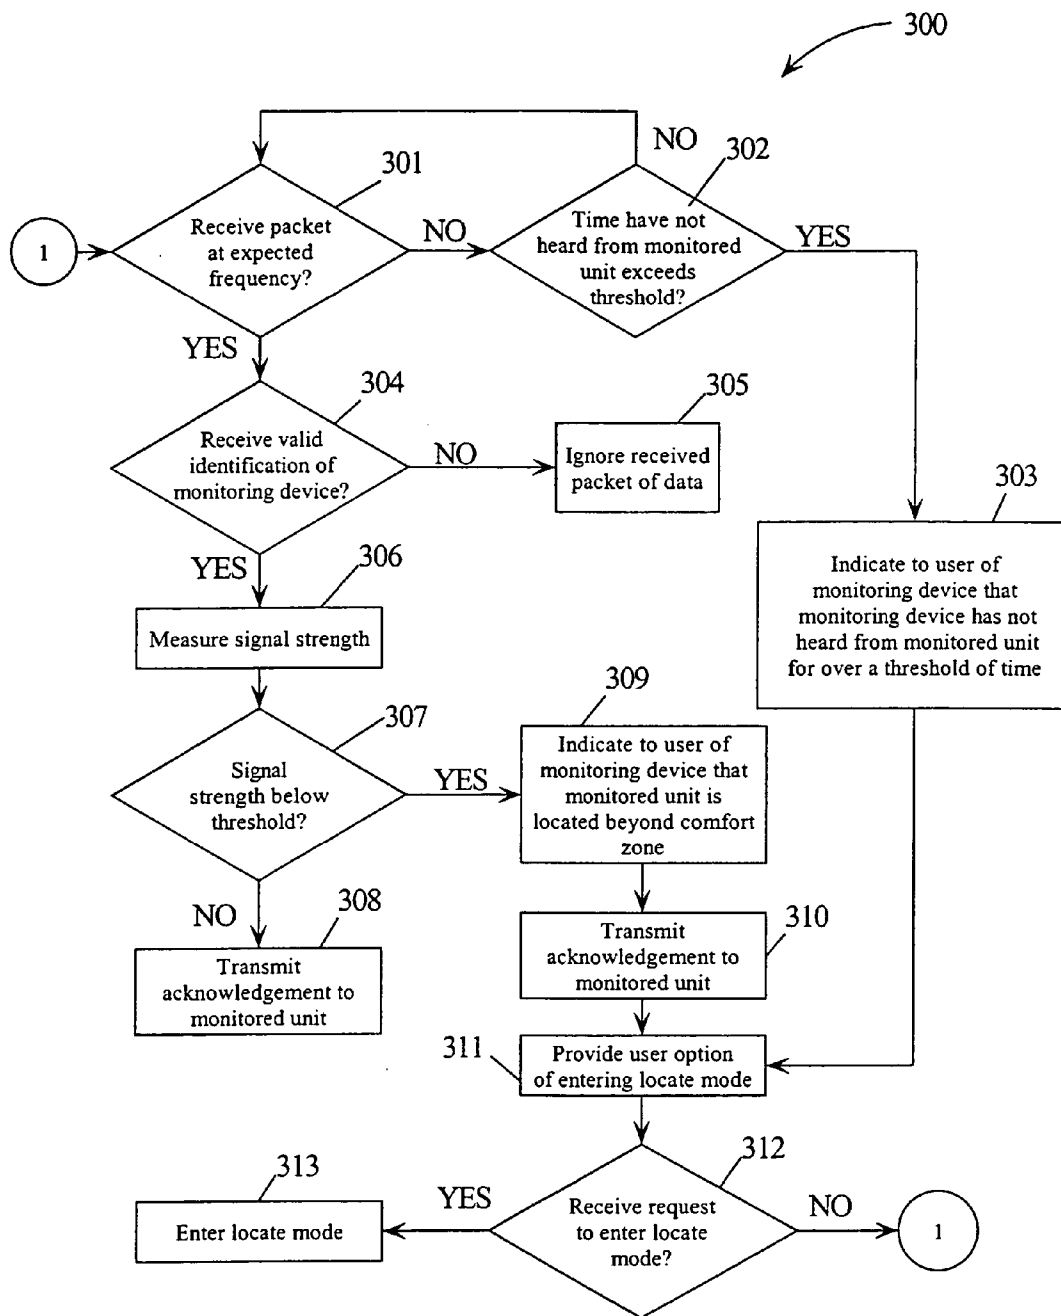 300
NO
301
302
1
Receive packet
at expected
frequency?
NO
Time have not
heard from monitored
unit exceeds
threshold?
YES
YES
304
305
Receive valid
identification of
monitoring device?
NO
Ignore received
packet of data
303
YES
306
Indicate to user of
monitoring device that
monitoring device has not
heard from monitored unit
for over a threshold of time
Measure signal strength
307
309
Signal
strength below
threshold?
YES
Indicate to user of
monitoring device that
monitored unit is
located beyond comfort
zone
NO
308
310
Transmit
acknowledgement to
monitored unit
Transmit
acknowledgement to
monitored unit
311
Provide user option
of entering locate mode
312
313
YES
Enter locate mode
Receive request
to enter locate
mode?
NO
1